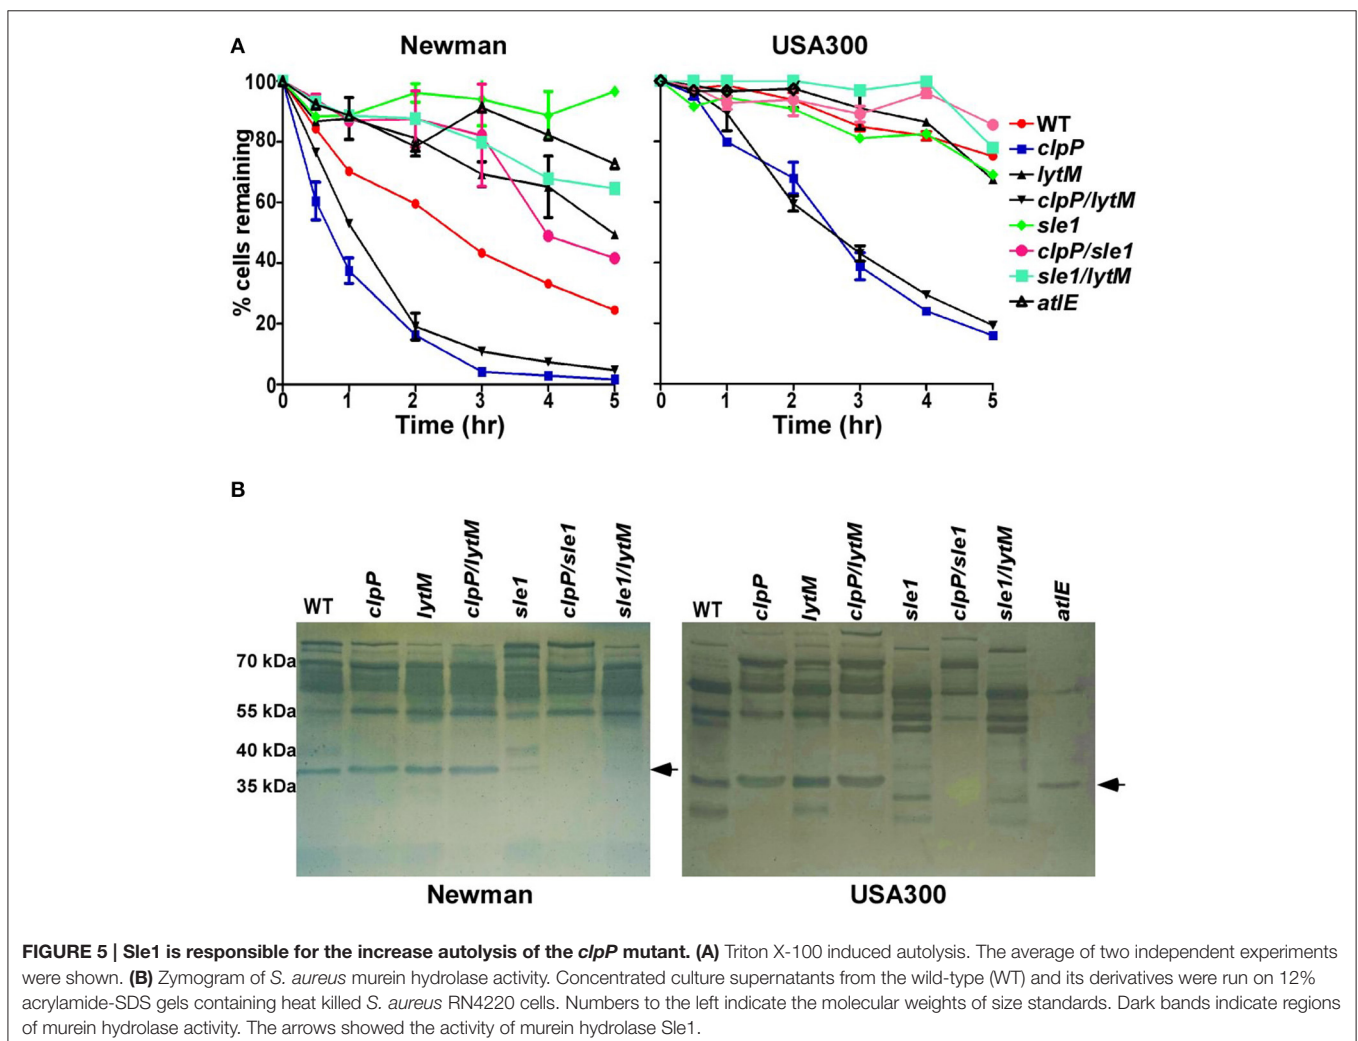 A
Newman
USA300
% cells remaining
100
80
60
40
20
0
0 1 2 3 4 5
Time (hr)
0 1 2 3 4 5
Time (hr)
WT
clpP
lytM
clpP/lytM
sle1
clpP/sle1
sle1/lytM
atlE
B
WT clpP lytM clpP/lytM sle1 clpP/sle1 sle1/lytM
WT clpP lytM clpP/lytM sle1 clpP/sle1 sle1/lytM atlE
70 kDa
55 kDa
40 kDa
35 kDa
Newman
USA300
FIGURE 5 | Sle1 is responsible for the increase autolysis of the clpP mutant. (A) Triton X-100 induced autolysis. The average of two independent experiments
were shown. (B) Zymogram of S. aureus murein hydrolase activity. Concentrated culture supernatants from the wild-type (WT) and its derivatives were run on 12%
acrylamide-SDS gels containing heat killed S. aureus RN4220 cells. Numbers to the left indicate the molecular weights of size standards. Dark bands indicate regions
of murein hydrolase activity. The arrows showed the activity of murein hydrolase Sle1.